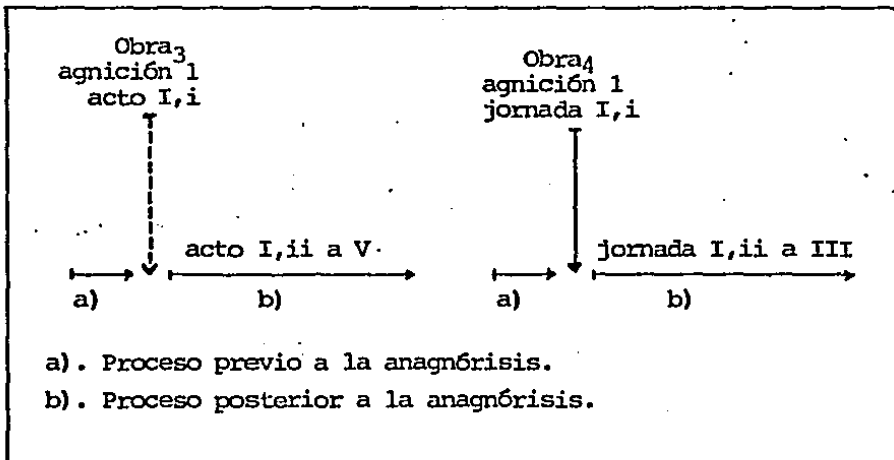 Obra3
agnición 1
acto I,i
acto I,ii a V.
a) b)
Obra4
agnición 1
jornada I,i
jornada I,ii a III
a) b)
a). Proceso previo a la anagnórisis.
b). Proceso posterior a la anagnórisis.